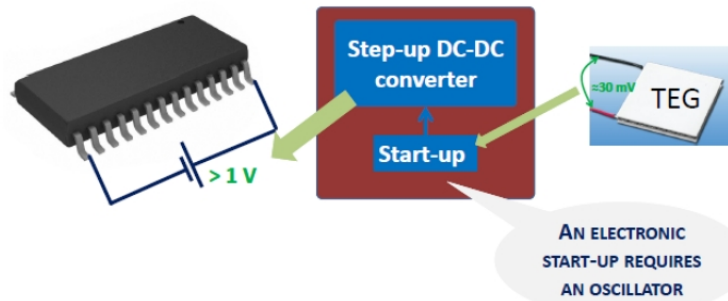 Step-up DC-DC
converter
≈30 mV
TEG
Start-up
> 1 V
AN ELECTRONIC
START-UP REQUIRES
AN OSCILLATOR